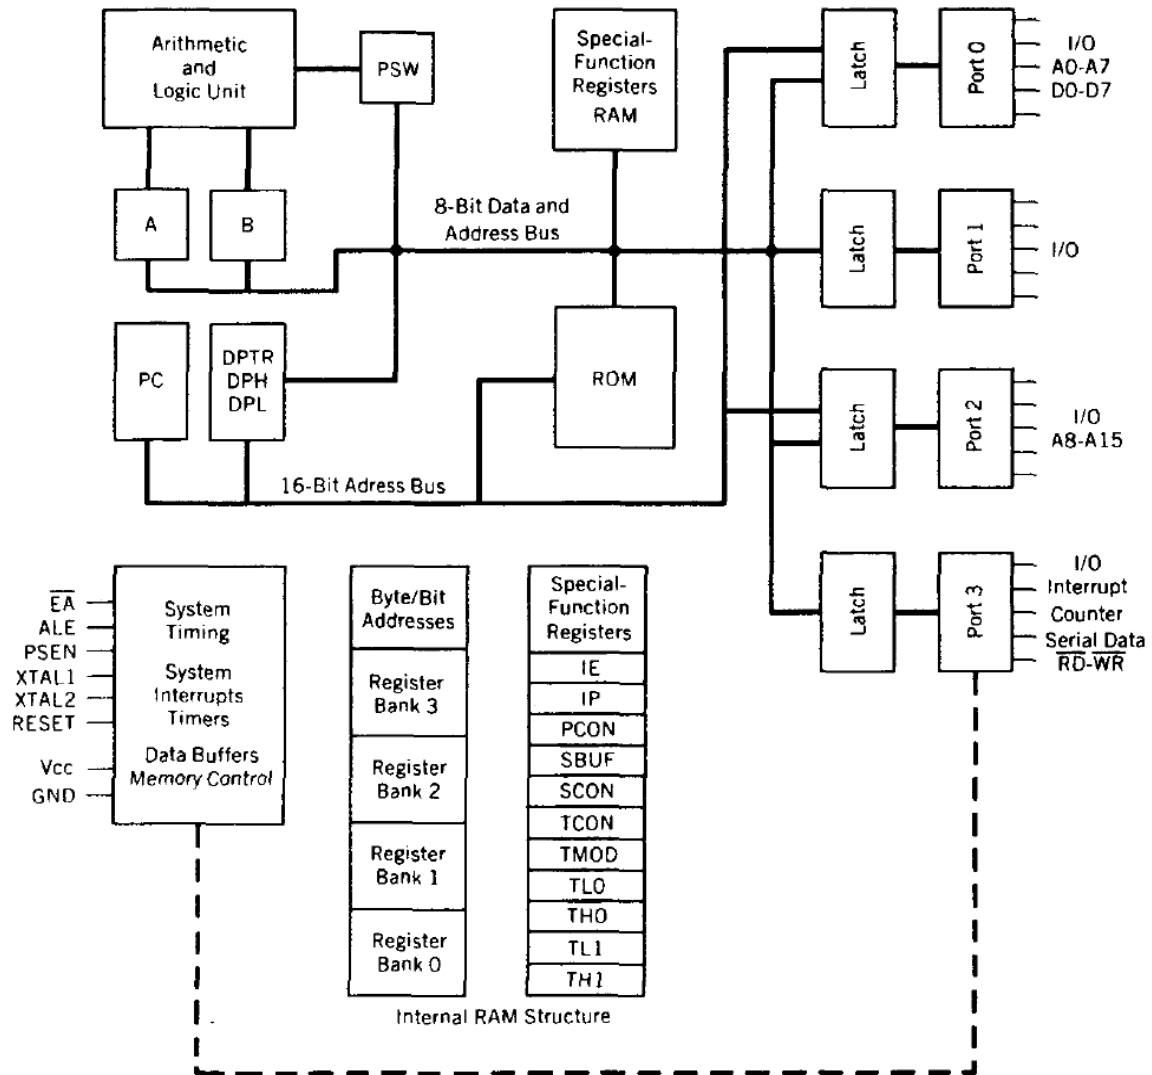 Arithmetic
and
Logic Unit
PSW
A
B
Special-
Function
Registers
RAM
8-Bit Data and
Address Bus
PC
DPTR
DPH
DPL
ROM
16-Bit Adress Bus
Latch
Port 0
I/O
A0-A7
D0-D7
Latch
Port 1
I/O
Latch
Port 2
I/O
A8-A15
Latch
Port 3
I/O
Interrupt
Counter
Serial Data
R̅D̅-W̅R̅
E̅A̅
ALE
PSEN
XTAL1
XTAL2
RESET
Vcc
GND
System
Timing
System
Interrupts
Timers
Data Buffers
Memory Control
Byte/Bit
Addresses
Register
Bank 3
Register
Bank 2
Register
Bank 1
Register
Bank 0
Special-
Function
Registers
IE
IP
PCON
SBUF
SCON
TCON
TMOD
TL0
TH0
TL1
TH1
Internal RAM Structure